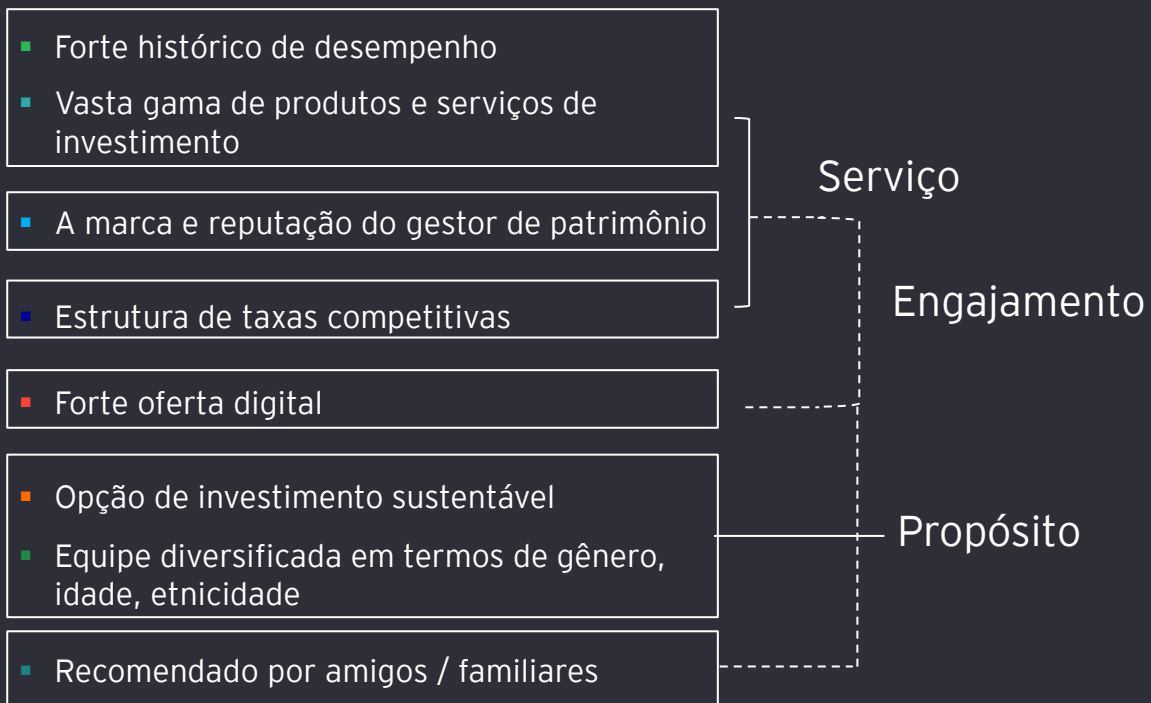 Forte histórico de desempenho
Vasta gama de produtos e serviços de
investimento
A marca e reputação do gestor de patrimônio
Estrutura de taxas competitivas
Forte oferta digital
Opção de investimento sustentável
Equipe diversificada em termos de gênero,
idade, etnicidade
Recomendado por amigos / familiares
Serviço
Engajamento
Propósito